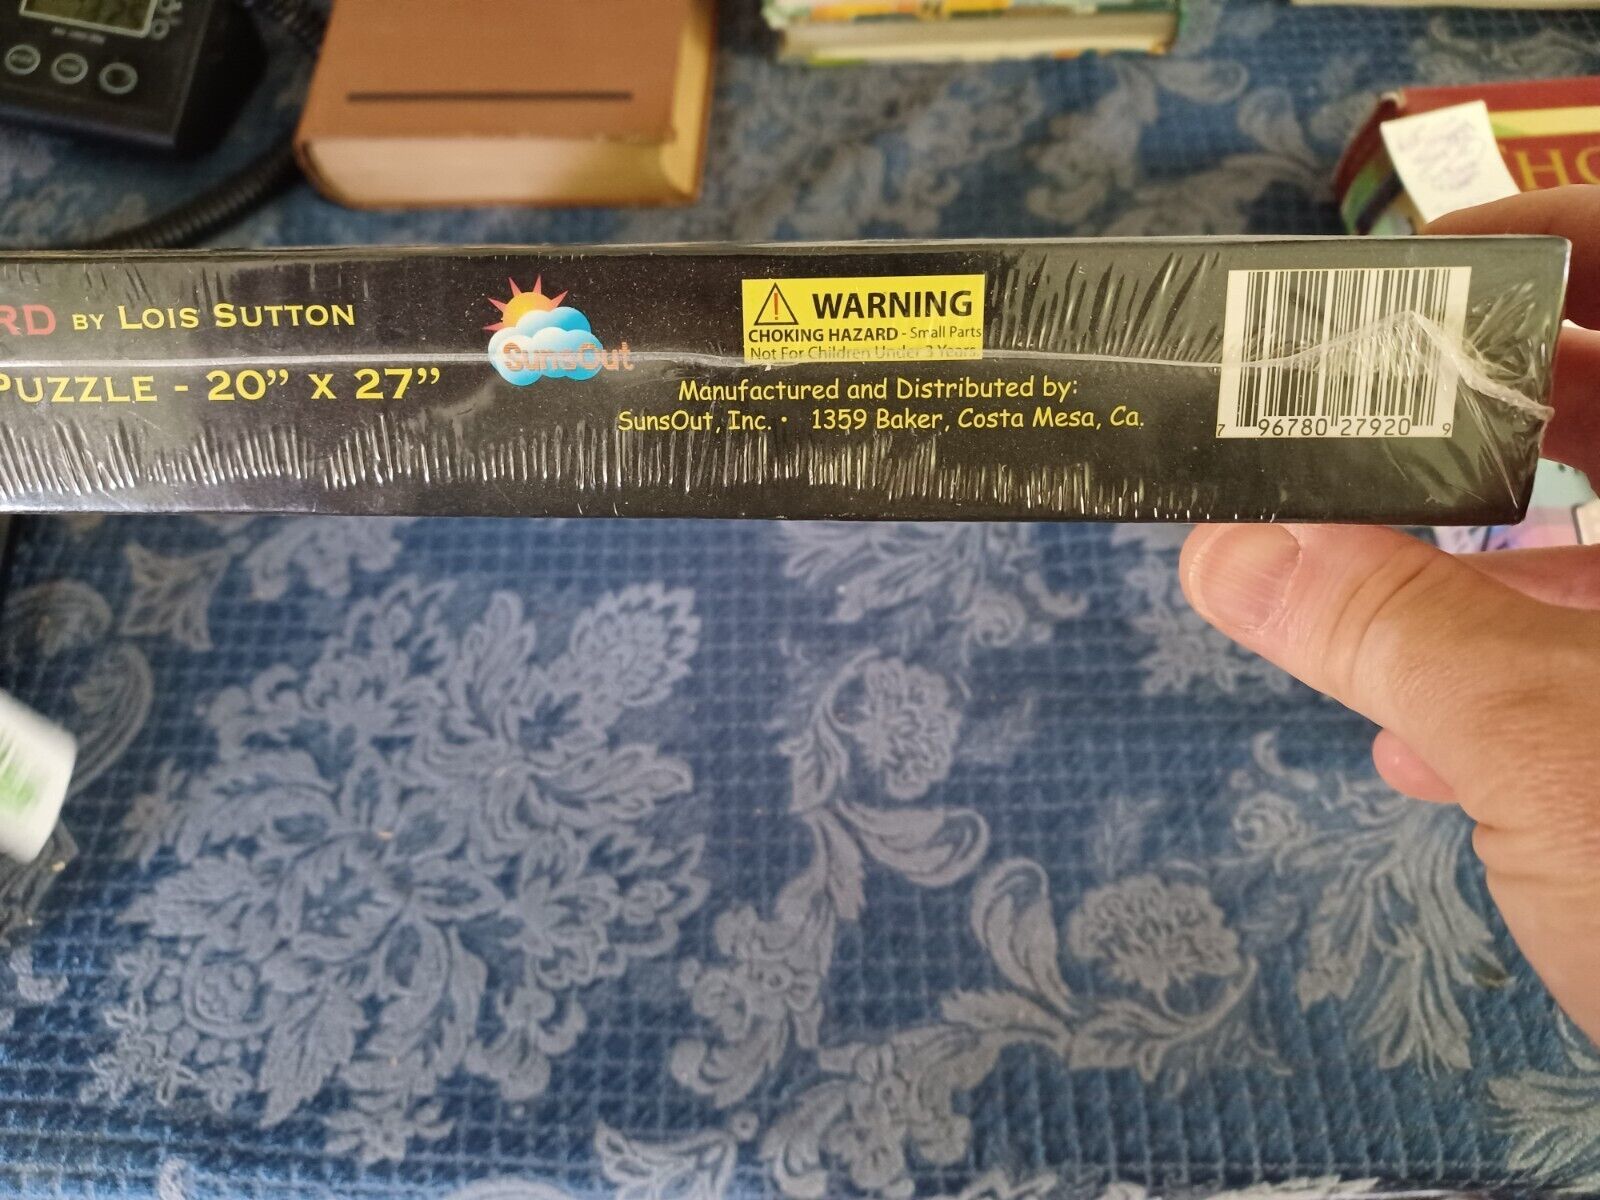 RD BY LOIS SUTTON
PUZZLE - 20" X 27"
SunsOut
WARNING
CHOKING HAZARD - Small Parts
Not For Children Under 3 Years
Manufactured and Distributed by:
SunsOut, Inc. • 1359 Baker, Costa Mesa, Ca.
7 96780 27920 9
HO